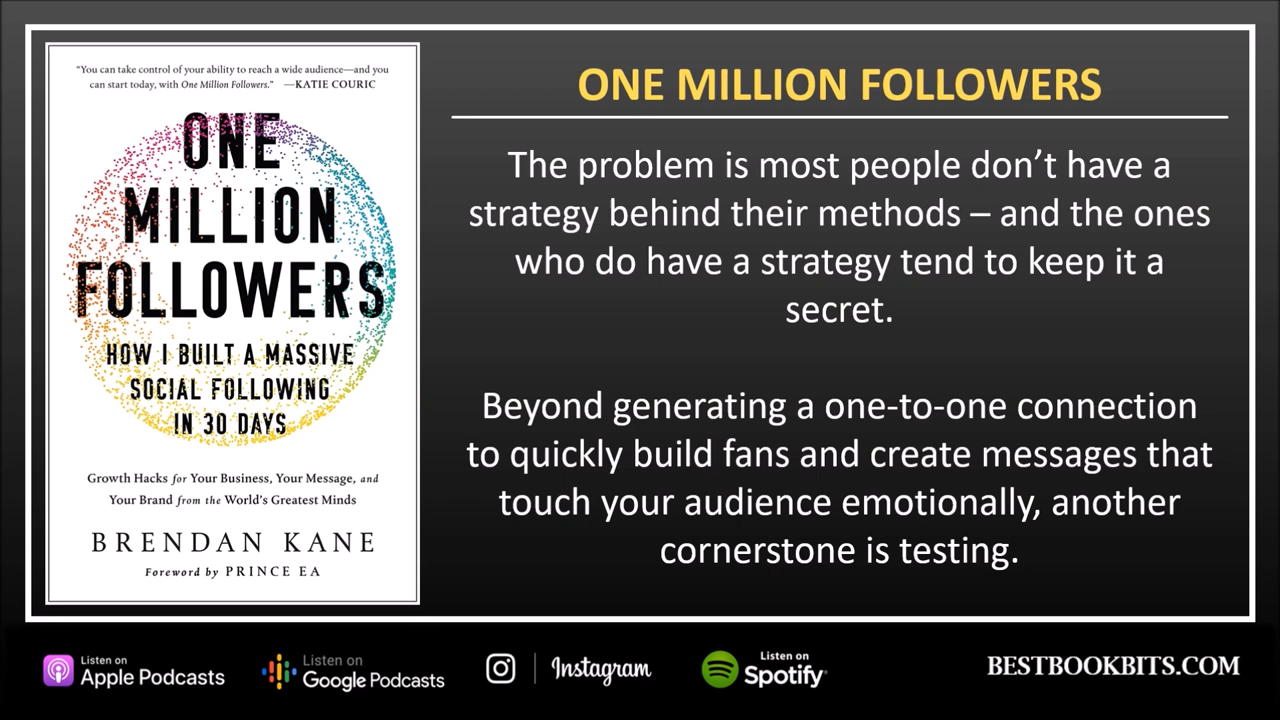 “You can take control of your ability to reach a wide audience—and you
can start today, with One Million Followers.” —KATIE COURIC
ONE
MILLION
FOLLOWERS
HOW I BUILT A MASSIVE
SOCIAL FOLLOWING
IN 30 DAYS
Growth Hacks for Your Business, Your Message, and
Your Brand from the World’s Greatest Minds
BRENDAN KANE
Foreword by PRINCE EA
ONE MILLION FOLLOWERS
The problem is most people don’t have a
strategy behind their methods – and the ones
who do have a strategy tend to keep it a
secret.
Beyond generating a one-to-one connection
to quickly build fans and create messages that
touch your audience emotionally, another
cornerstone is testing.
Listen on
Apple Podcasts
Listen on
Google Podcasts
Instagram
Listen on
Spotify
BESTBOOKBITS.COM